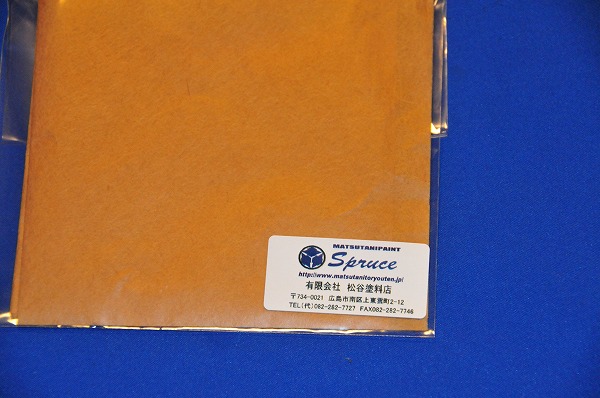 MATSUTANIPAINT
Spruce
http://www.matsutanitoryouten.jp/
有限会社 松谷塗料店
〒734-0021 広島市南区上東雲町2-12
TEL(代)082-282-7727 FAX082-282-7746